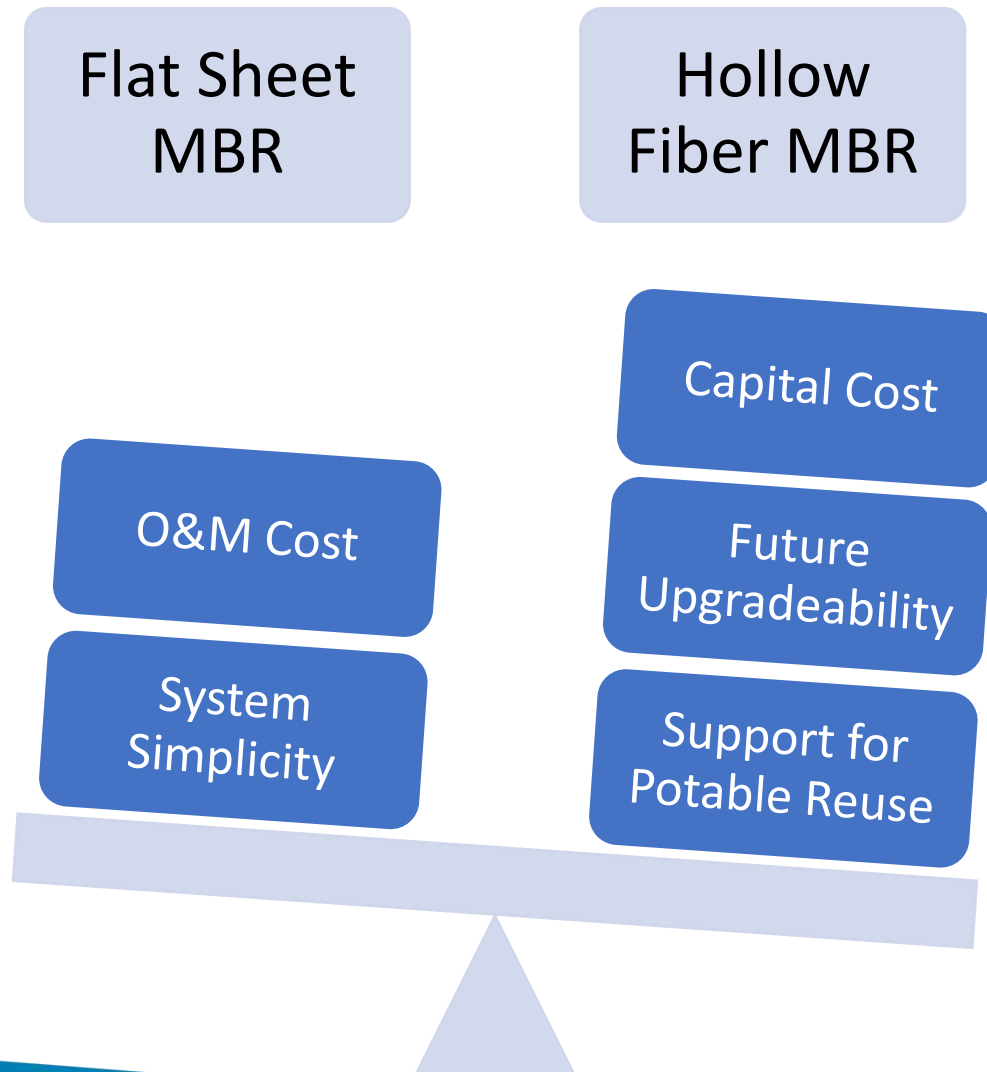 Flat Sheet
MBR
Hollow
Fiber MBR
O&M Cost
System
Simplicity
Capital Cost
Future
Upgradeability
Support for
Potable Reuse